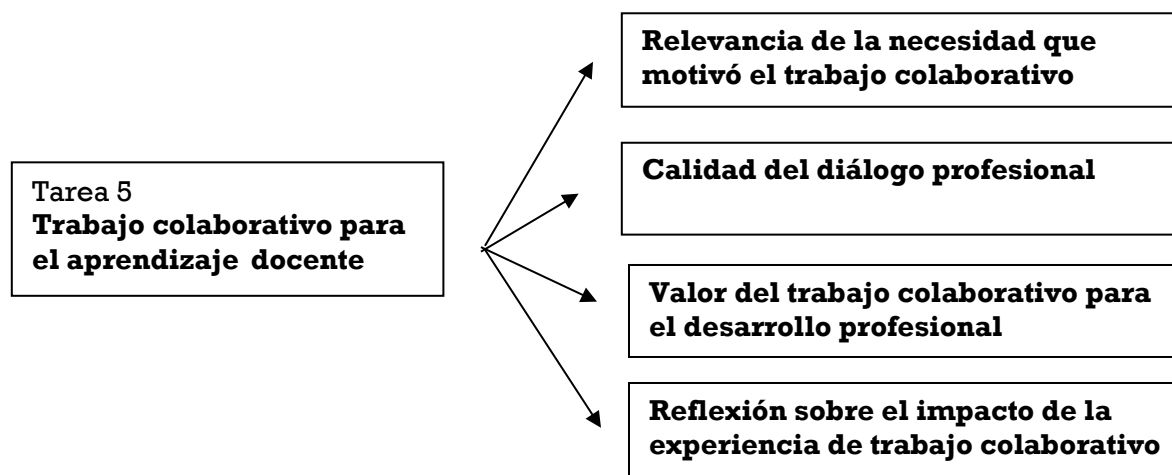 Relevancia de la necesidad que
motivó el trabajo colaborativo
Calidad del diálogo profesional
Tarea 5
Trabajo colaborativo para
el aprendizaje docente
Valor del trabajo colaborativo para
el desarrollo profesional
Reflexión sobre el impacto de la
experiencia de trabajo colaborativo